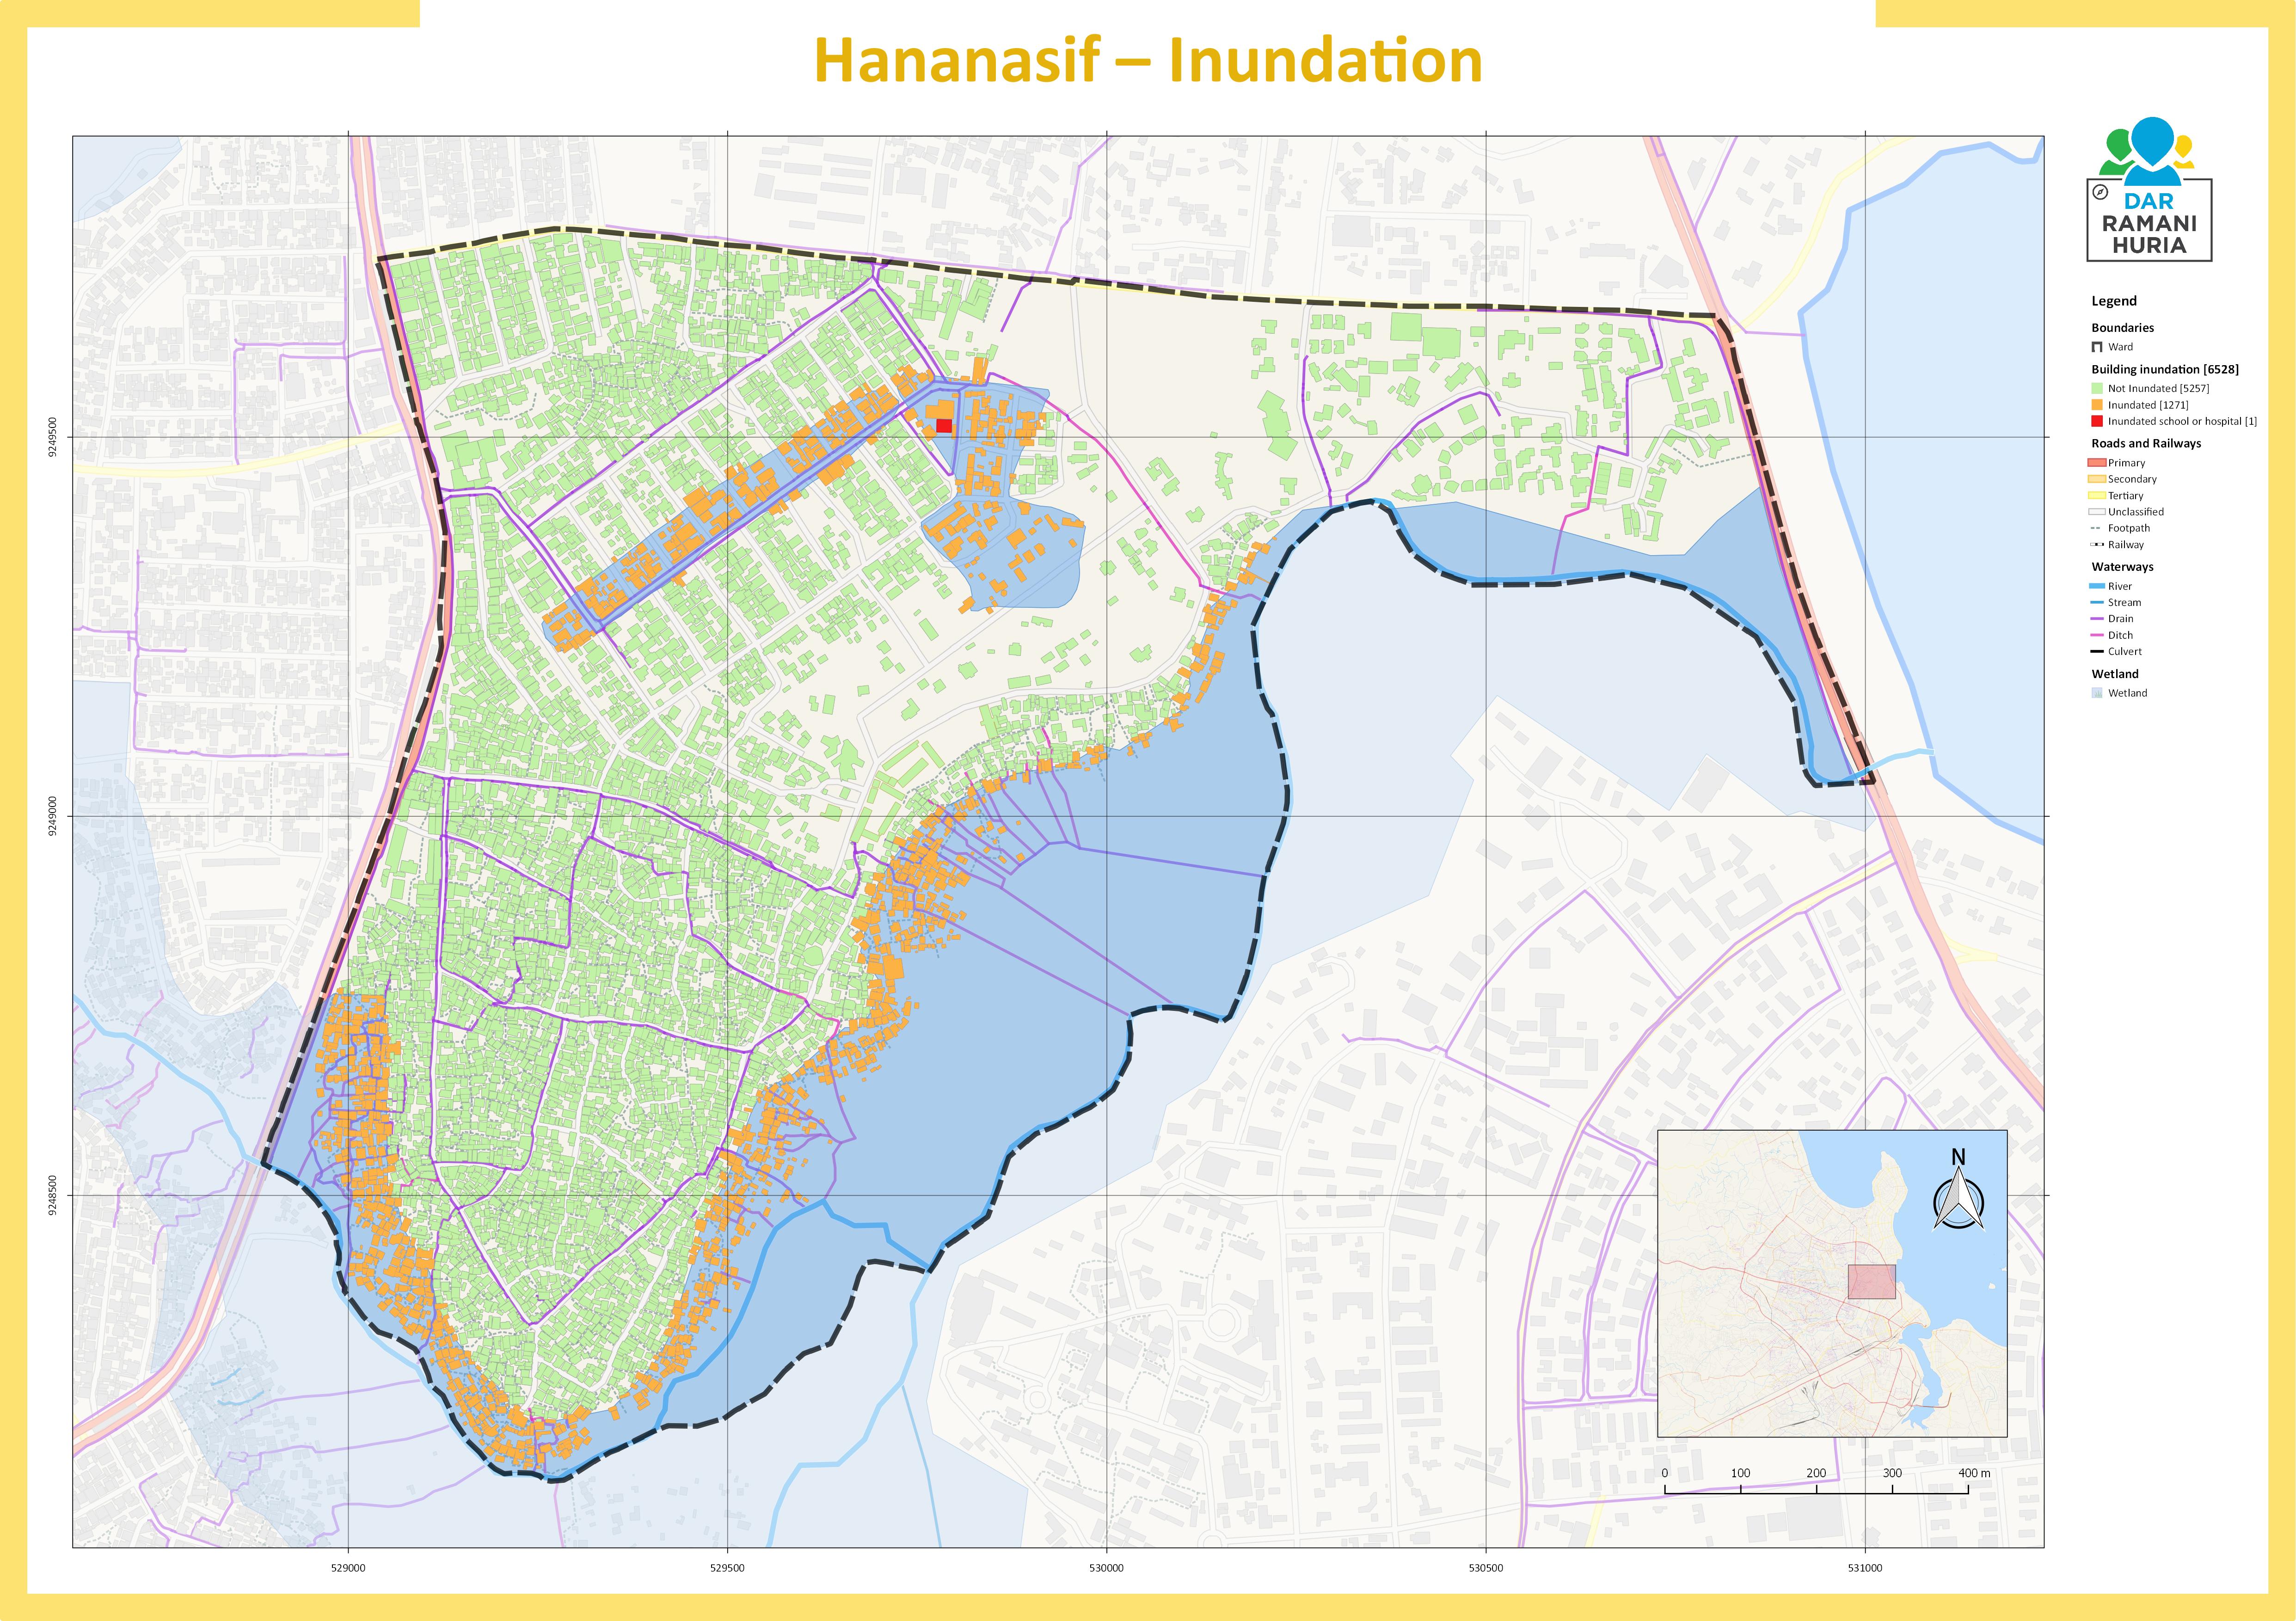 Hananasif – Inundation
DAR
RAMANI
HURIA
Legend
Boundaries
Ward
Building inundation [6528]
Not Inundated [5257]
Inundated [1271]
Inundated school or hospital [1]
Roads and Railways
Primary
Secondary
Tertiary
Unclassified
Footpath
Railway
Waterways
River
Stream
Drain
Ditch
Culvert
Wetland
Wetland
9249500
9249000
9248500
N
0 100 200 300 400 m
529000 529500 530000 530500 531000